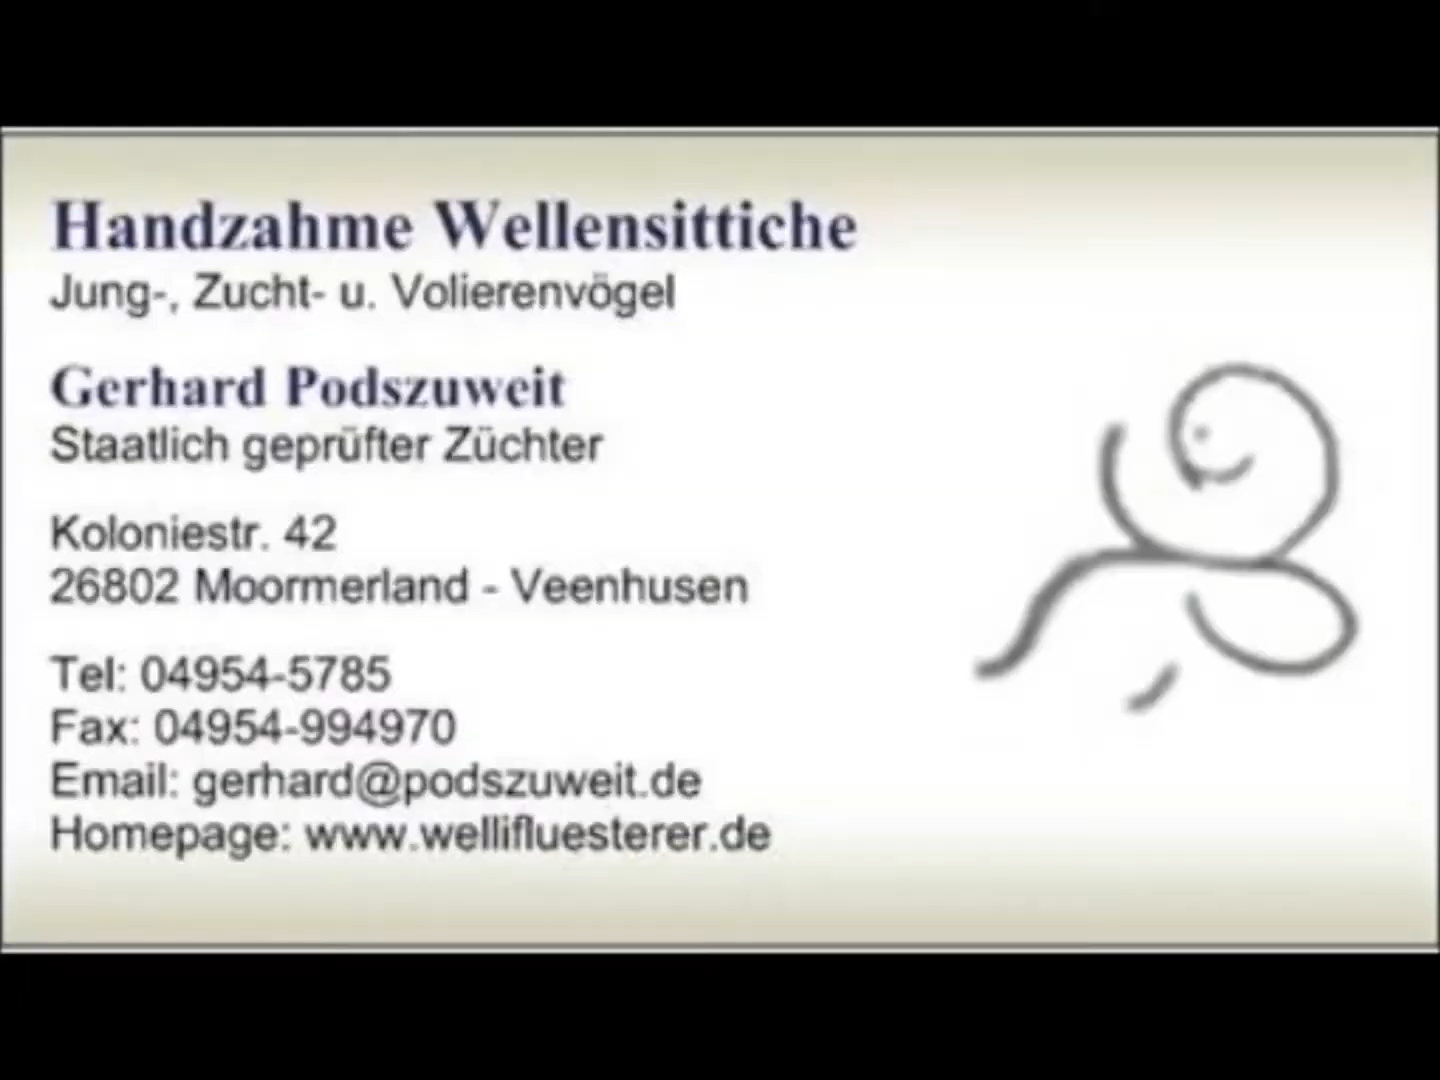 Handzahme Wellensittiche
Jung-, Zucht- u. Volierenvögel
Gerhard Podszuweit
Staatlich geprüfter Züchter
Koloniestr. 42
26802 Moormerland - Veenhusen
Tel: 04954-5785
Fax: 04954-994970
Email: gerhard@podszuweit.de
Homepage: www.wellifluesterer.de